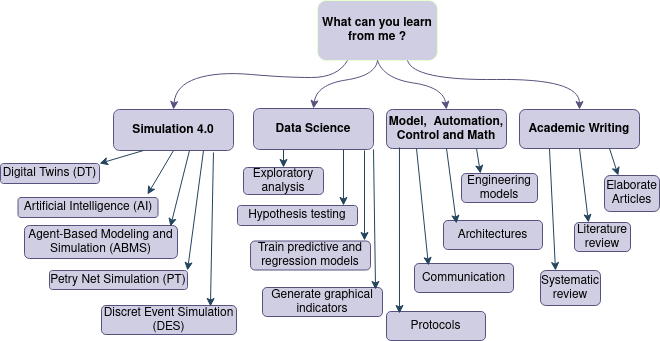 What can you learn
from me ?
Simulation 4.0
Data Science
Model, Automation,
Control and Math
Academic Writing
Digital Twins (DT)
Artificial Intelligence (AI)
Agent-Based Modeling and
Simulation (ABMS)
Petry Net Simulation (PT)
Discret Event Simulation
(DES)
Exploratory
analysis
Hypothesis testing
Train predictive and
regression models
Generate graphical
indicators
Engineering
models
Architectures
Communication
Protocols
Elaborate
Articles
Literature
review
Systematic
review